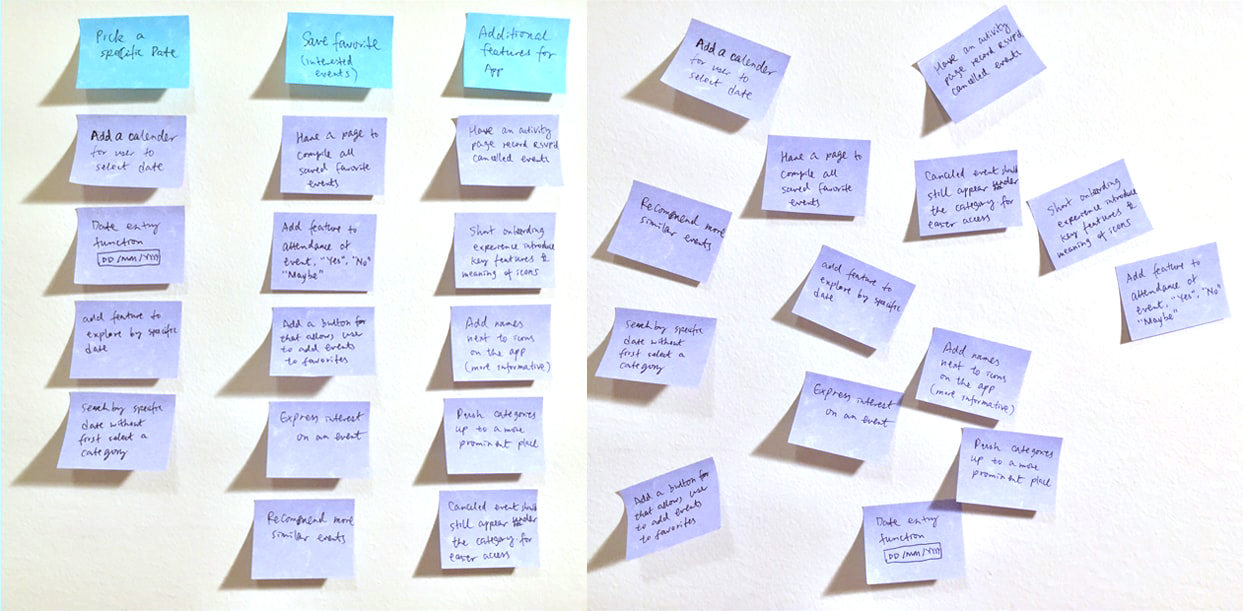 Pick a
specific Date
Add a calender
for user to
select date
Date entry
function
DD/MM/YYYY
add feature to
explore by specific
date
search by specific
date without
first select a
category
Save favorite
(interested
events)
Have a page to
compile all
saved favorite
events
Add feature to
attendance of
event, "Yes", "No"
"Maybe"
Add a button for
that allows user
to add events
to favorites
Express interest
on an event
Recommend more
similar events
Additional
features for
App
Have an activity
page record RSVPd
cancelled events
Short onboarding
experience introduce
key features &
meaning of icons
Add names
next to icons
on the app
(more informative)
Push categories
up to a more
prominent place
Canceled event should
still appear under
the category for
easier access
Add a calender
for user to
select date
Have an activity
page record RSVPd
cancelled events
Have a page to
compile all
saved favorite
events
Canceled event should
still appear under
the category for
easier access
Short onboarding
experience introduce
key features &
meaning of icons
Recommend more
similar events
add feature to
explore by specific
date
Add feature to
attendance of
event, "Yes", "No"
"Maybe"
search by specific
date without
first select a
category
Add names
next to icons
on the app
(more informative)
Express interest
on an event
Push categories
up to a more
prominent place
Add a button for
that allows user
to add events
to favorites
Date entry
function
DD/MM/YYYY